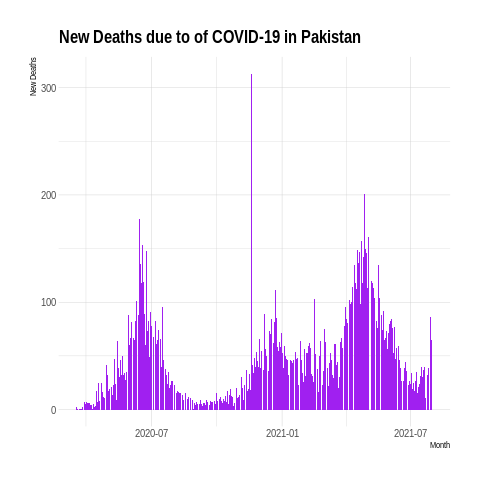 New Deaths due to of COVID-19 in Pakistan
New Deaths
300
200
100
0
2020-07
2021-01
2021-07
Month